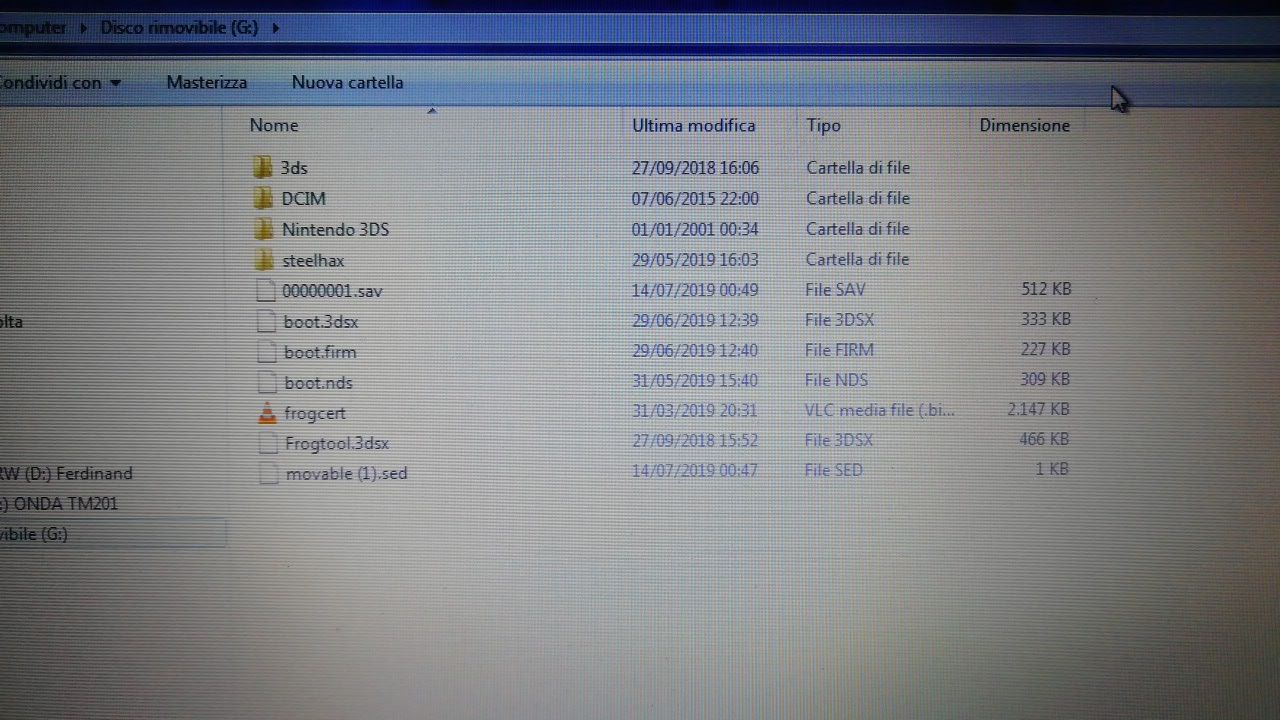 omputer ▸ Disco rimovibile (G:) ▸
ondividi con ▾ Masterizza Nuova cartella
Nome Ultima modifica Tipo Dimensione
3ds 27/09/2018 16:06 Cartella di file
DCIM 07/06/2015 22:00 Cartella di file
Nintendo 3DS 01/01/2001 00:34 Cartella di file
steelhax 29/05/2019 16:03 Cartella di file
00000001.sav 14/07/2019 00:49 File SAV 512 KB
olta boot.3dsx 29/06/2019 12:39 File 3DSX 333 KB
boot.firm 29/06/2019 12:40 File FIRM 227 KB
boot.nds 31/05/2019 15:40 File NDS 309 KB
frogcert 31/03/2019 20:31 VLC media file (.bi... 2.147 KB
Frogtool.3dsx 27/09/2018 15:52 File 3DSX 466 KB
RW (D:) Ferdinand movable (1).sed 14/07/2019 00:47 File SED 1 KB
:) ONDA TM201
vibile (G:)